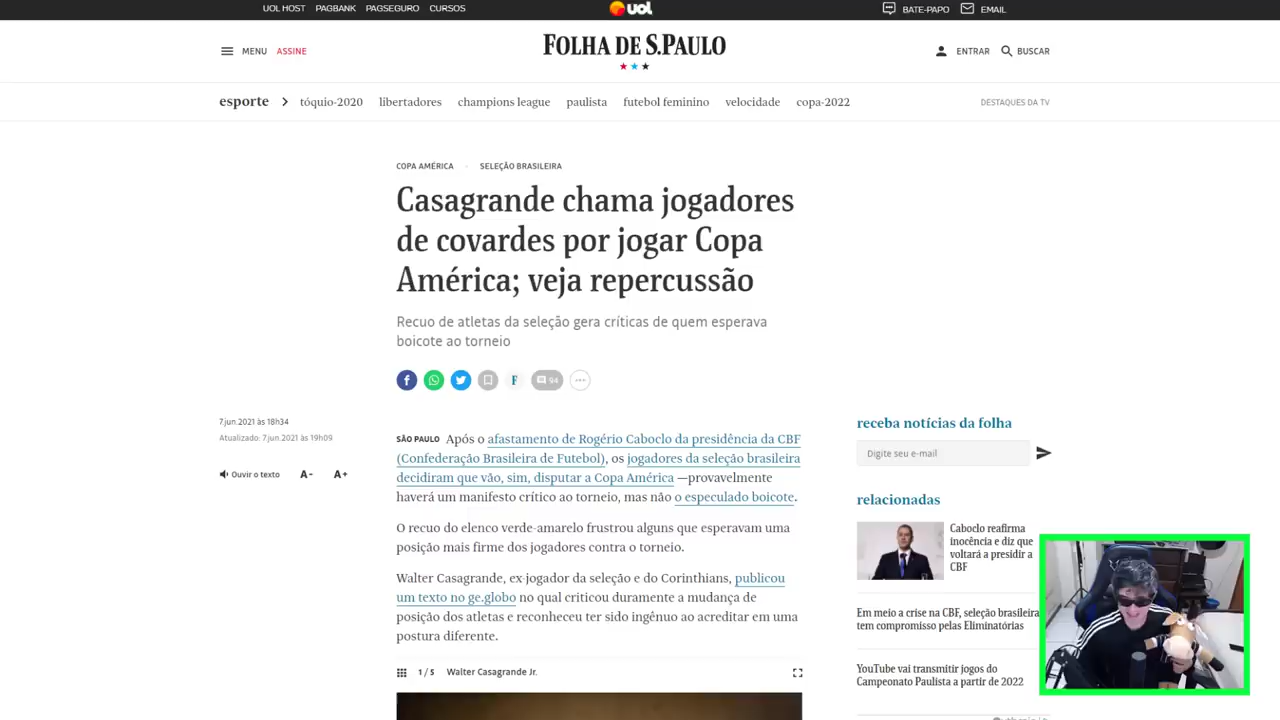 UOL HOST PAGBANK PAGSEGURO CURSOS UOL BATE-PAPO EMAIL
MENU ASSINE FOLHA DE S.PAULO ENTRAR BUSCAR
esporte tóquio-2020 libertadores champions league paulista futebol feminino velocidade copa-2022 DESTAQUES DA TV
COPA AMÉRICA SELEÇÃO BRASILEIRA
Casagrande chama jogadores
de covardes por jogar Copa
América; veja repercussão
Recuo de atletas da seleção gera críticas de quem esperava
boicote ao torneio
F 94
7.jun.2021 às 18h34
Atualizado: 7.jun.2021 às 19h09
Ouvir o texto A- A+
SÃO PAULO Após o afastamento de Rogério Caboclo da presidência da CBF
(Confederação Brasileira de Futebol), os jogadores da seleção brasileira
decidiram que vão, sim, disputar a Copa América —provavelmente
haverá um manifesto crítico ao torneio, mas não o especulado boicote.
O recuo do elenco verde-amarelo frustrou alguns que esperavam uma
posição mais firme dos jogadores contra o torneio.
Walter Casagrande, ex-jogador da seleção e do Corinthians, publicou
um texto no ge.globo no qual criticou duramente a mudança de
posição dos atletas e reconheceu ter sido ingênuo ao acreditar em uma
postura diferente.
1 / 5 Walter Casagrande Jr.
receba notícias da folha
Digite seu e-mail
relacionadas
Caboclo reafirma
inocência e diz que
voltará a presidir a
CBF
Em meio a crise na CBF, seleção brasileira
tem compromisso pelas Eliminatórias
YouTube vai transmitir jogos do
Campeonato Paulista a partir de 2022